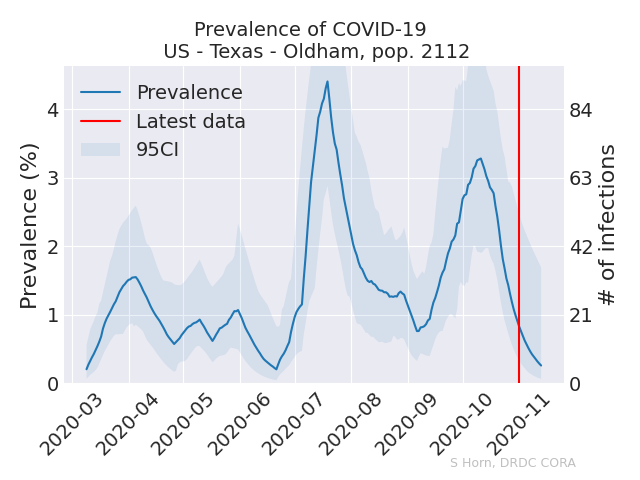 Prevalence of COVID-19
US - Texas - Oldham, pop. 2112
Prevalence
Latest data
95CI
Prevalence (%)
4
3
2
1
0
# of infections
84
63
42
21
0
2020-03
2020-04
2020-05
2020-06
2020-07
2020-08
2020-09
2020-10
2020-11
S Horn, DRDC CORA